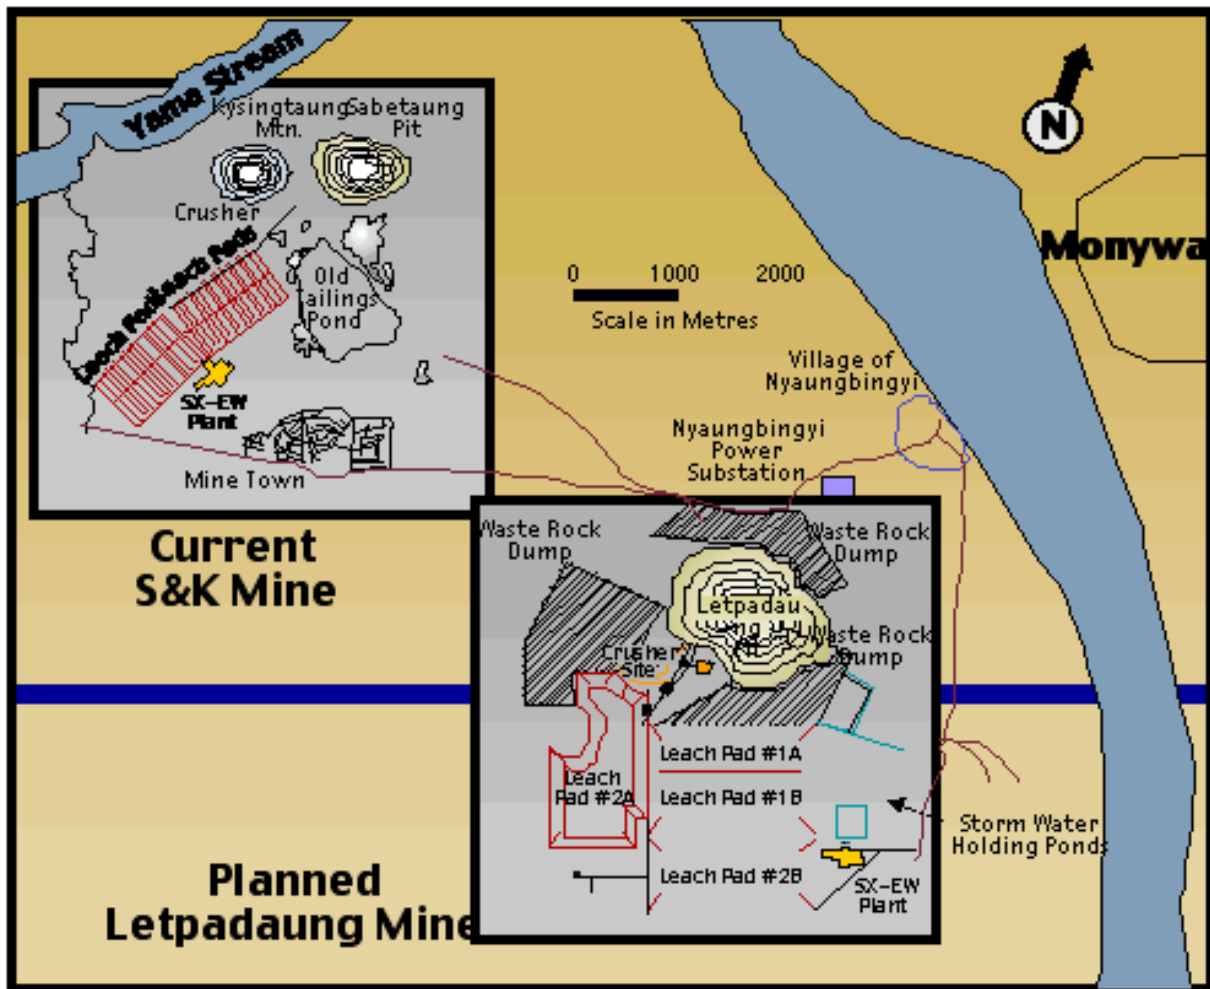 Yama Stream
Kysingtaung
Mtn.
Sabetaung
Pit
N
Crusher
Monywa
Leach Pads
Leach Pads
Old
Tailings
Pond
0 1000 2000
Scale in Metres
Village of
Nyaungbingyi
SX-EW
Plant
Nyaungbingyi
Power
Substation
Mine Town
Current
S&K Mine
Waste Rock
Dump
Waste Rock
Dump
Letpadau
Waste Rock
Dump
Crusher
Site
Leach Pad #1A
Leach
Pad #2A
Leach Pad #1B
Storm Water
Holding Ponds
Leach Pad #2B
SX-EW
Plant
Planned
Letpadaung Mine